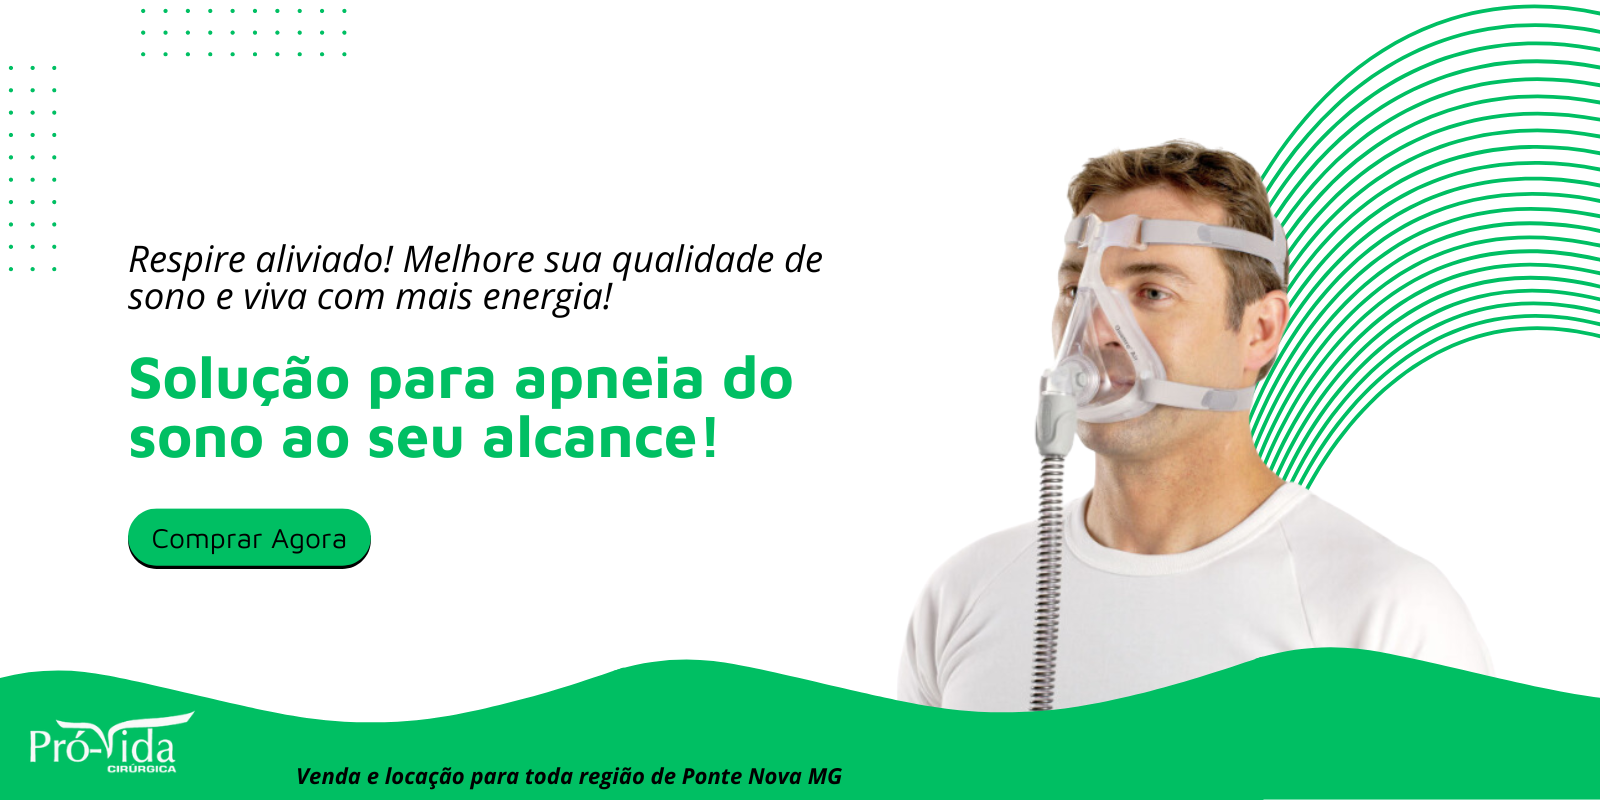 Respire aliviado! Melhore sua qualidade de
sono e viva com mais energia!
Solução para apneia do
sono ao seu alcance!
Comprar Agora
Pró-Vida
CIRÚRGICA
Venda e locação para toda região de Ponte Nova MG